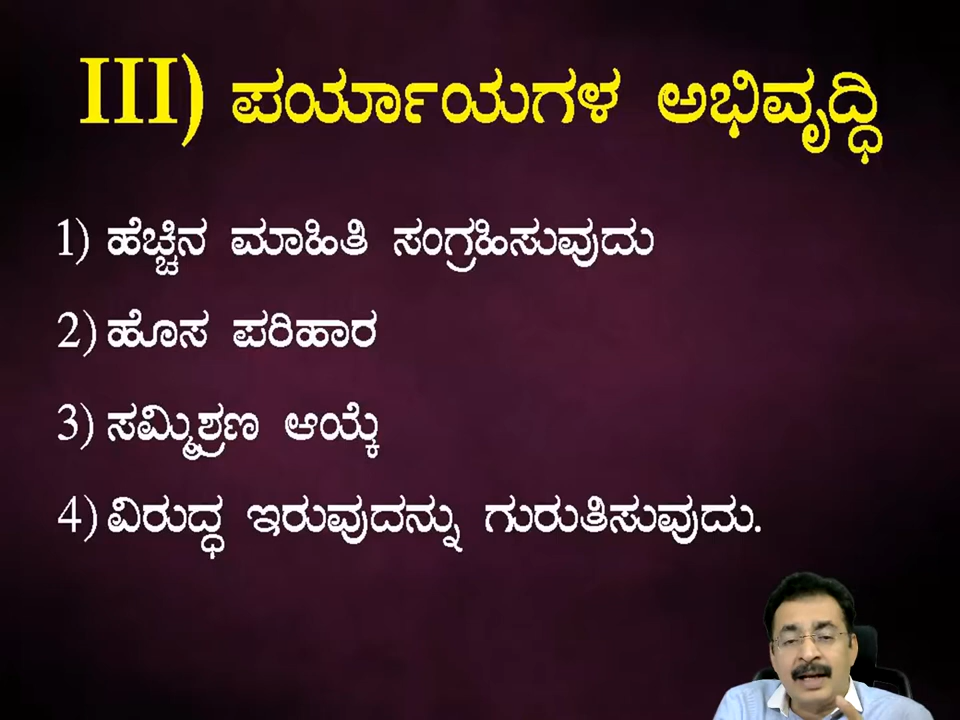 III) ಪರ್ಯಾಯಗಳ ಅಭಿವೃದ್ಧಿ
1) ಹೆಚ್ಚಿನ ಮಾಹಿತಿ ಸಂಗ್ರಹಿಸುವುದು
2) ಹೊಸ ಪರಿಹಾರ
3) ಸಮ್ಮಿಶ್ರಣ ಆಯ್ಕೆ
4) ವಿರುದ್ಧ ಇರುವುದನ್ನು ಗುರುತಿಸುವುದು.